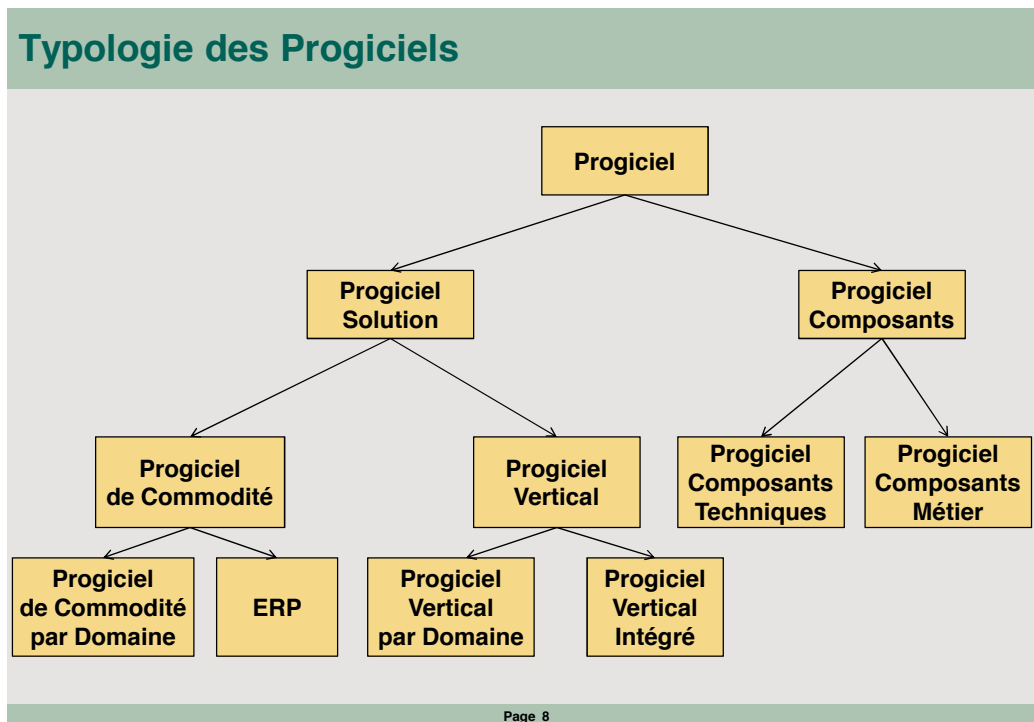 Typologie des Progiciels
Progiciel
Progiciel
Solution
Progiciel
Composants
Progiciel
de Commodité
Progiciel
Vertical
Progiciel
Composants
Techniques
Progiciel
Composants
Métier
Progiciel
de Commodité
par Domaine
ERP
Progiciel
Vertical
par Domaine
Progiciel
Vertical
Intégré
Page 8